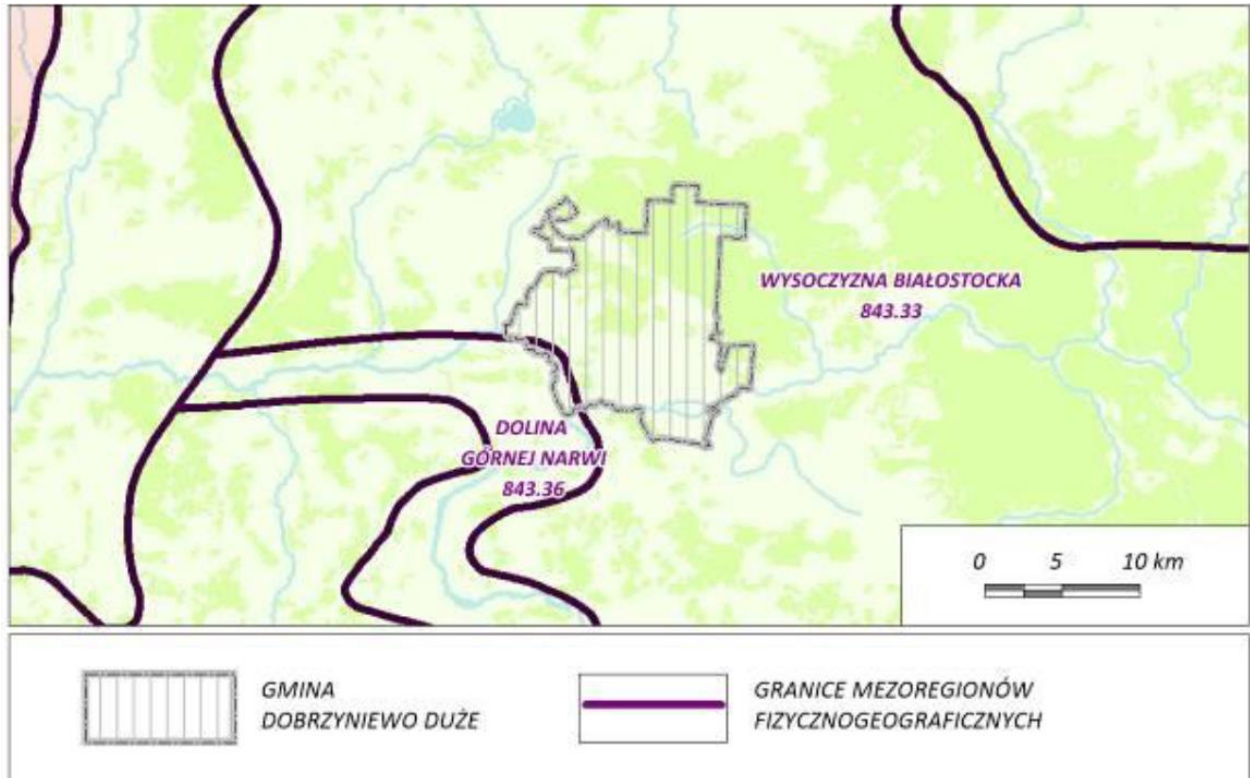 WYSOCZYZNA BIAŁOSTOCKA
843.33
DOLINA
GÓRNEJ NARWI
843.36
0 5 10 km
GMINA
DOBRZYNIEWO DUŻE
GRANICE MEZOREGIONÓW
FIZYCZNOGEOGRAFICZNYCH